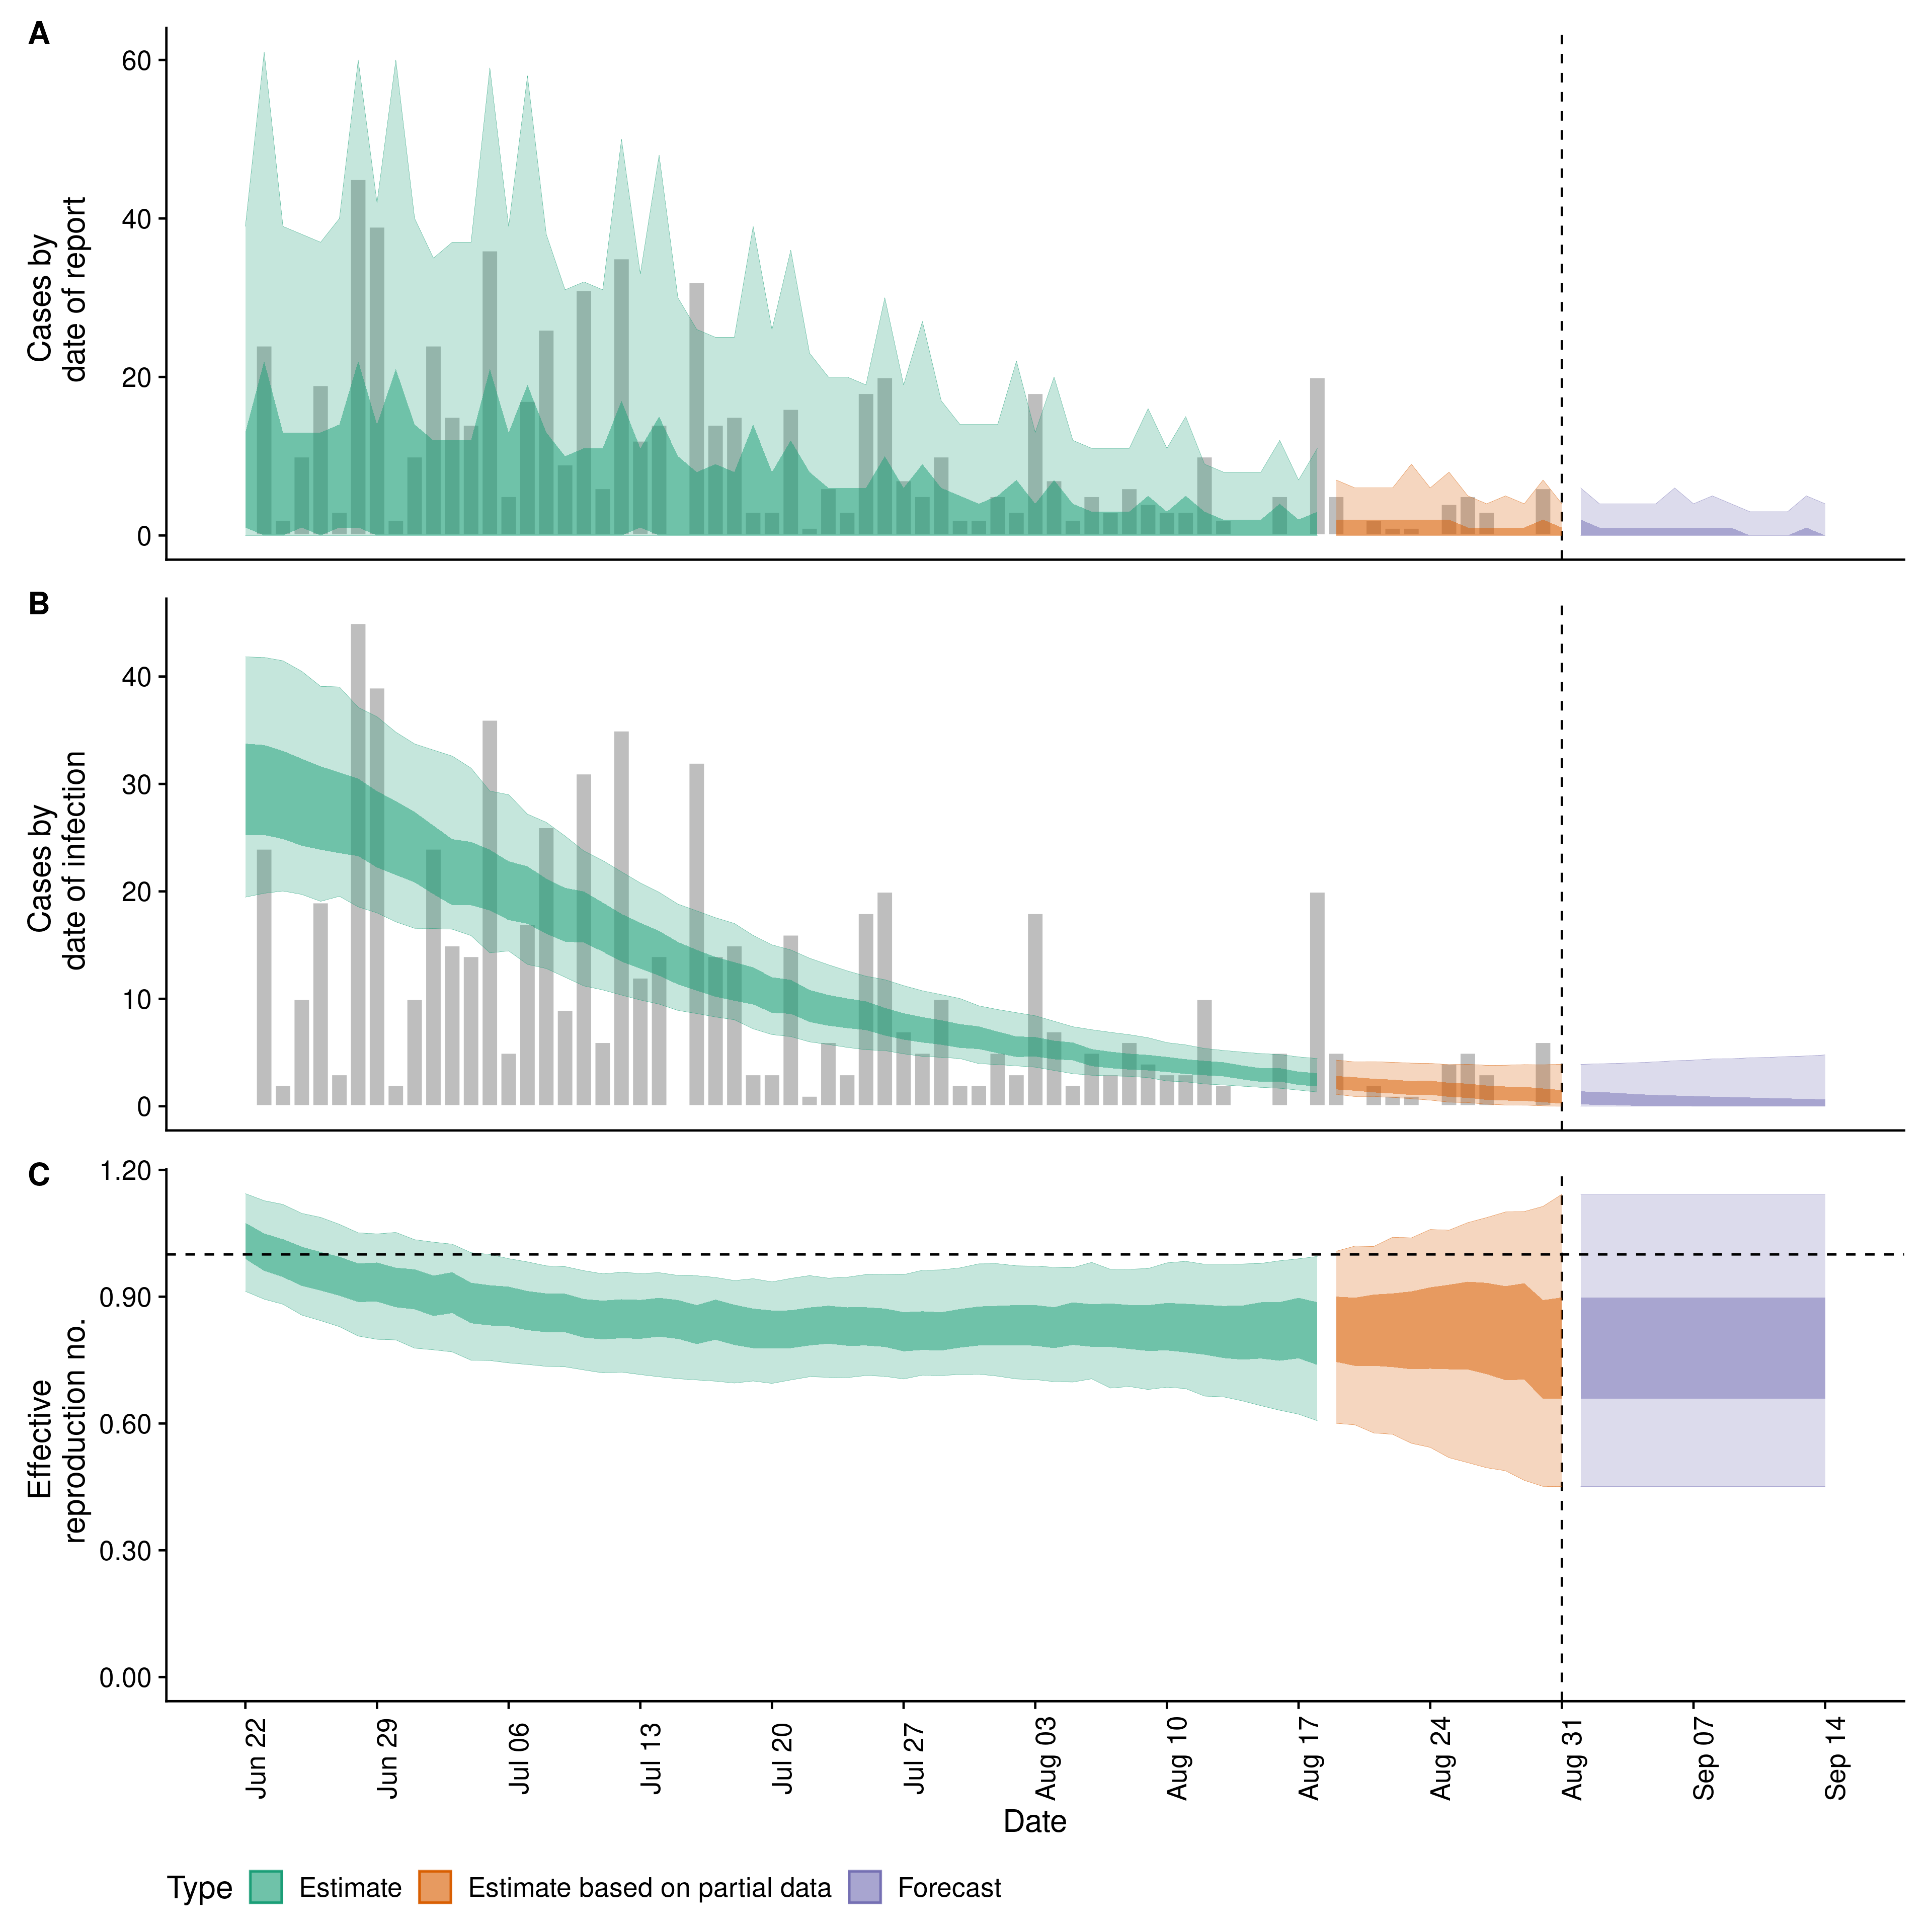 A
60
40
20
0
Cases by
date of report
B
40
30
20
10
0
Cases by
date of infection
C
1.20
0.90
0.60
0.30
0.00
Effective
reproduction no.
Jun 22
Jun 29
Jul 06
Jul 13
Jul 20
Jul 27
Aug 03
Aug 10
Aug 17
Aug 24
Aug 31
Sep 07
Sep 14
Date
Type Estimate Estimate based on partial data Forecast